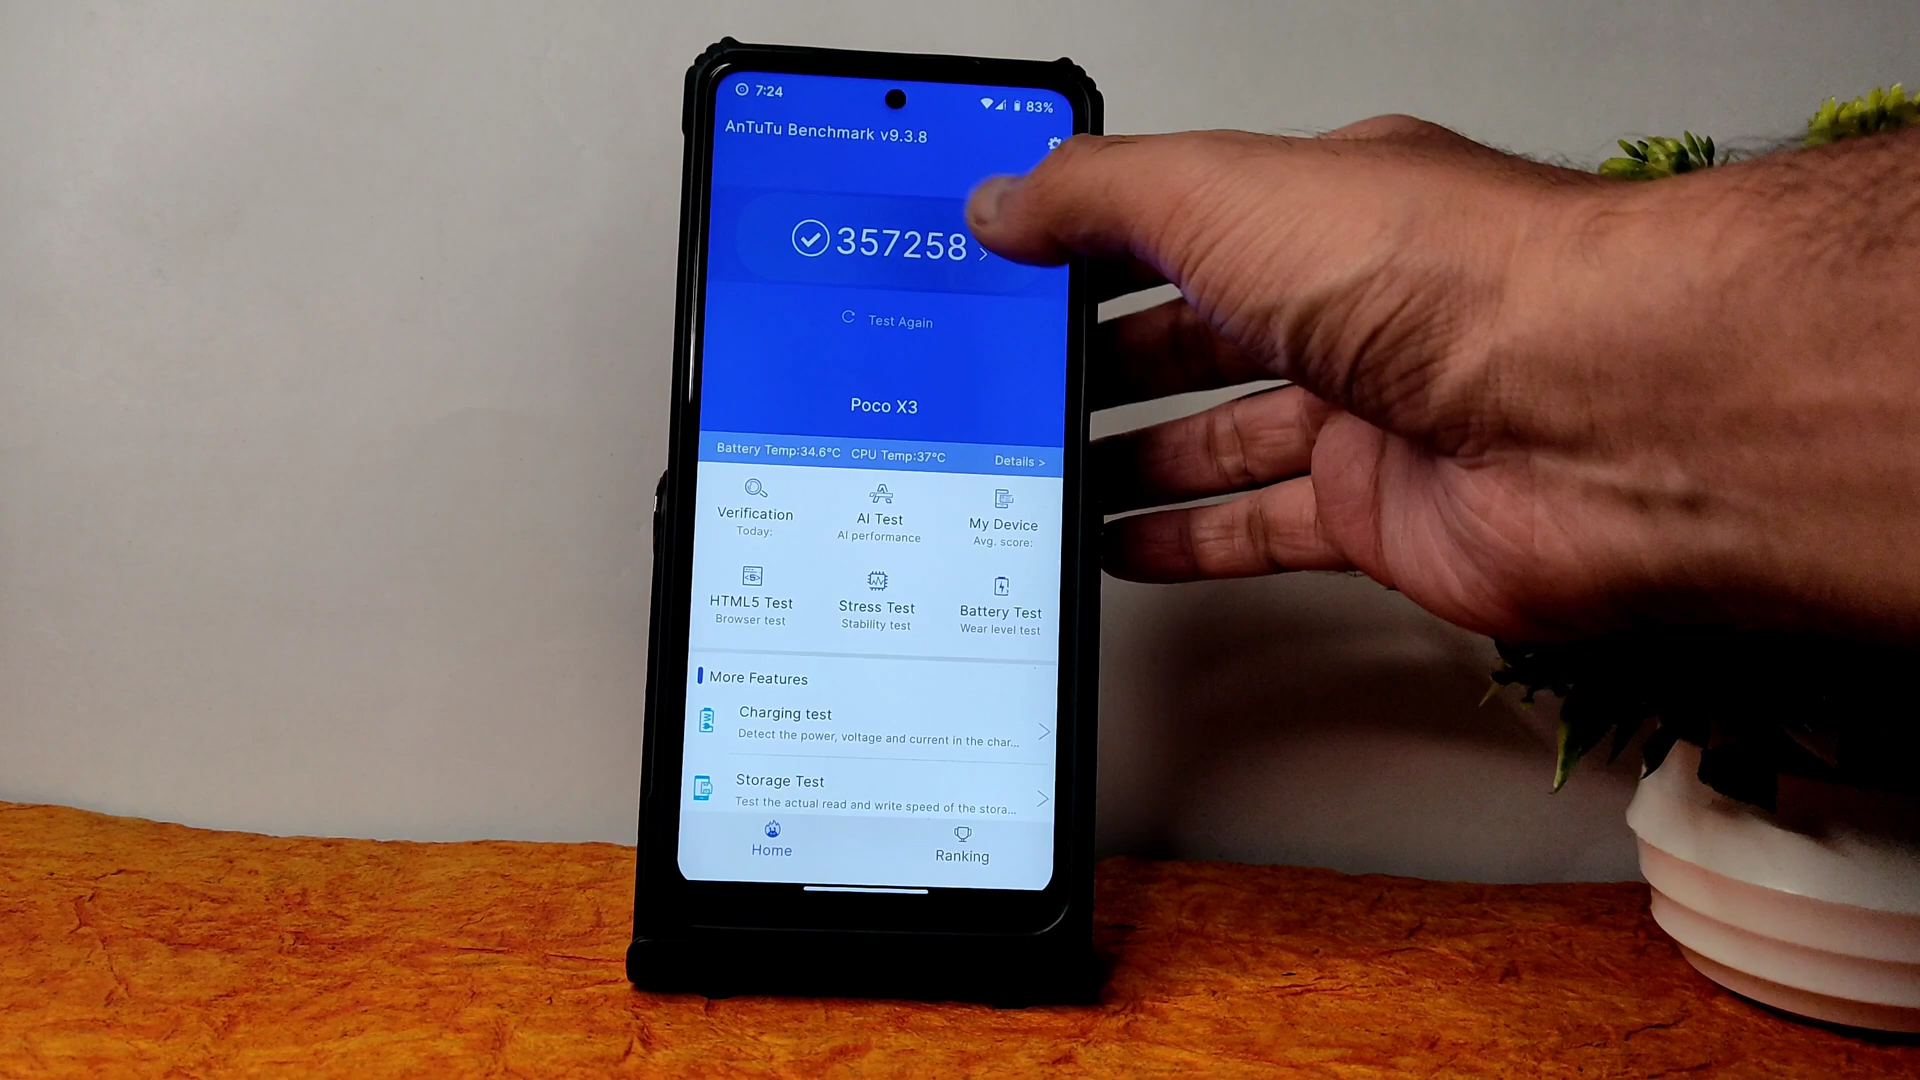 7:24
83%
AnTuTu Benchmark v9.3.8
357258
Test Again
Poco X3
Battery Temp:34.6°C CPU Temp:37°C Details >
Verification
Today:
AI Test
AI performance
My Device
Avg. score:
HTML5 Test
Browser test
Stress Test
Stability test
Battery Test
Wear level test
More Features
Charging test
Detect the power, voltage and current in the char...
Storage Test
Test the actual read and write speed of the stora...
Home
Ranking